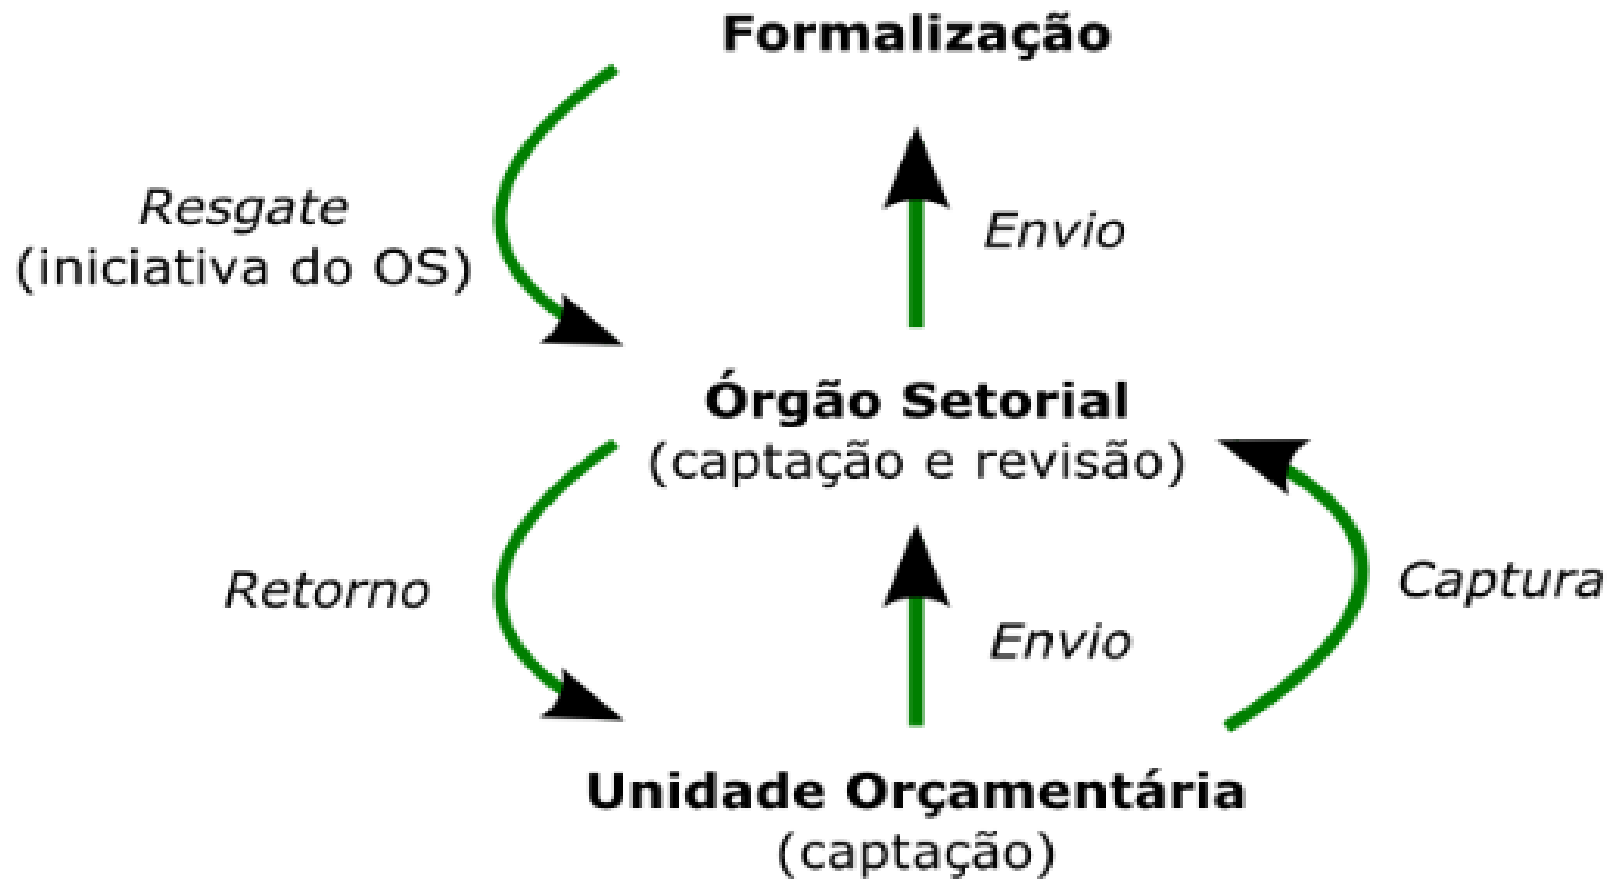 Formalização
Resgate
(iniciativa do OS)
Envio
Órgão Setorial
(captação e revisão)
Retorno
Envio
Captura
Unidade Orçamentária
(captação)